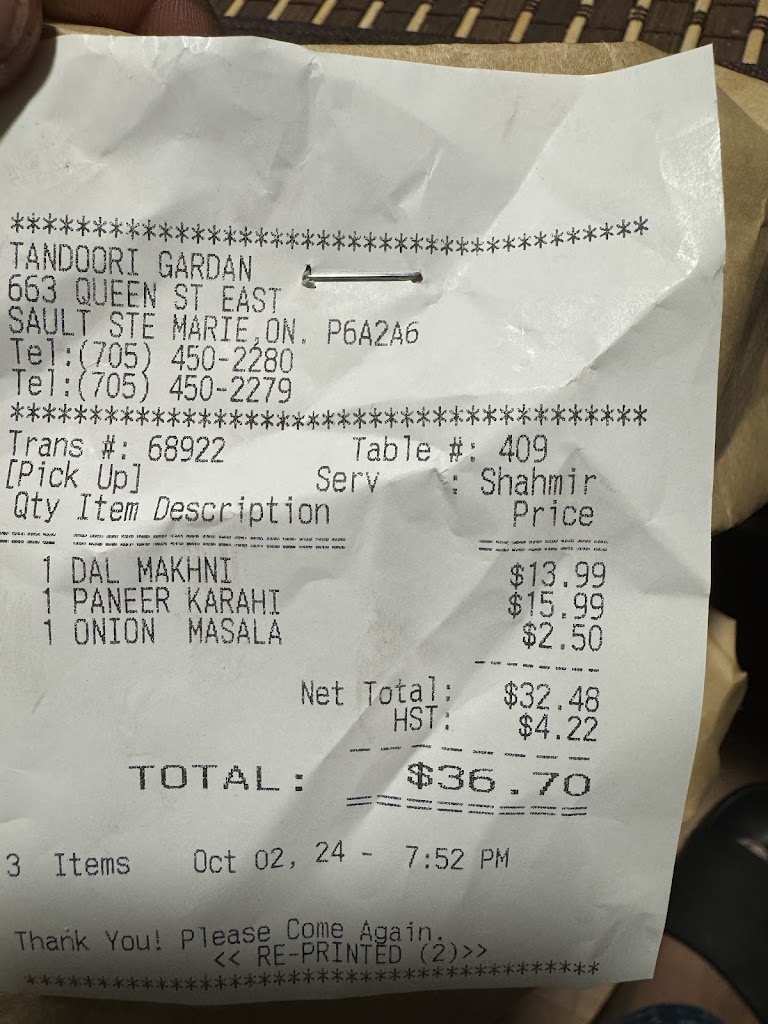 ***************************************
TANDOORI GARDAN
663 QUEEN ST EAST
SAULT STE MARIE,ON. P6A2A6
Tel:(705) 450-2280
Tel:(705) 450-2279
***************************************
Trans #: 68922 Table #: 409
[Pick Up] Serv : Shahmir
Qty Item Description Price
1 DAL MAKHNI $13.99
1 PANEER KARAHI $15.99
1 ONION MASALA $2.50
Net Total: $32.48
HST: $4.22
TOTAL: $36.70
3 Items Oct 02, 24 - 7:52 PM
Thank You! Please Come Again.
<< RE-PRINTED (2)>>
***************************************